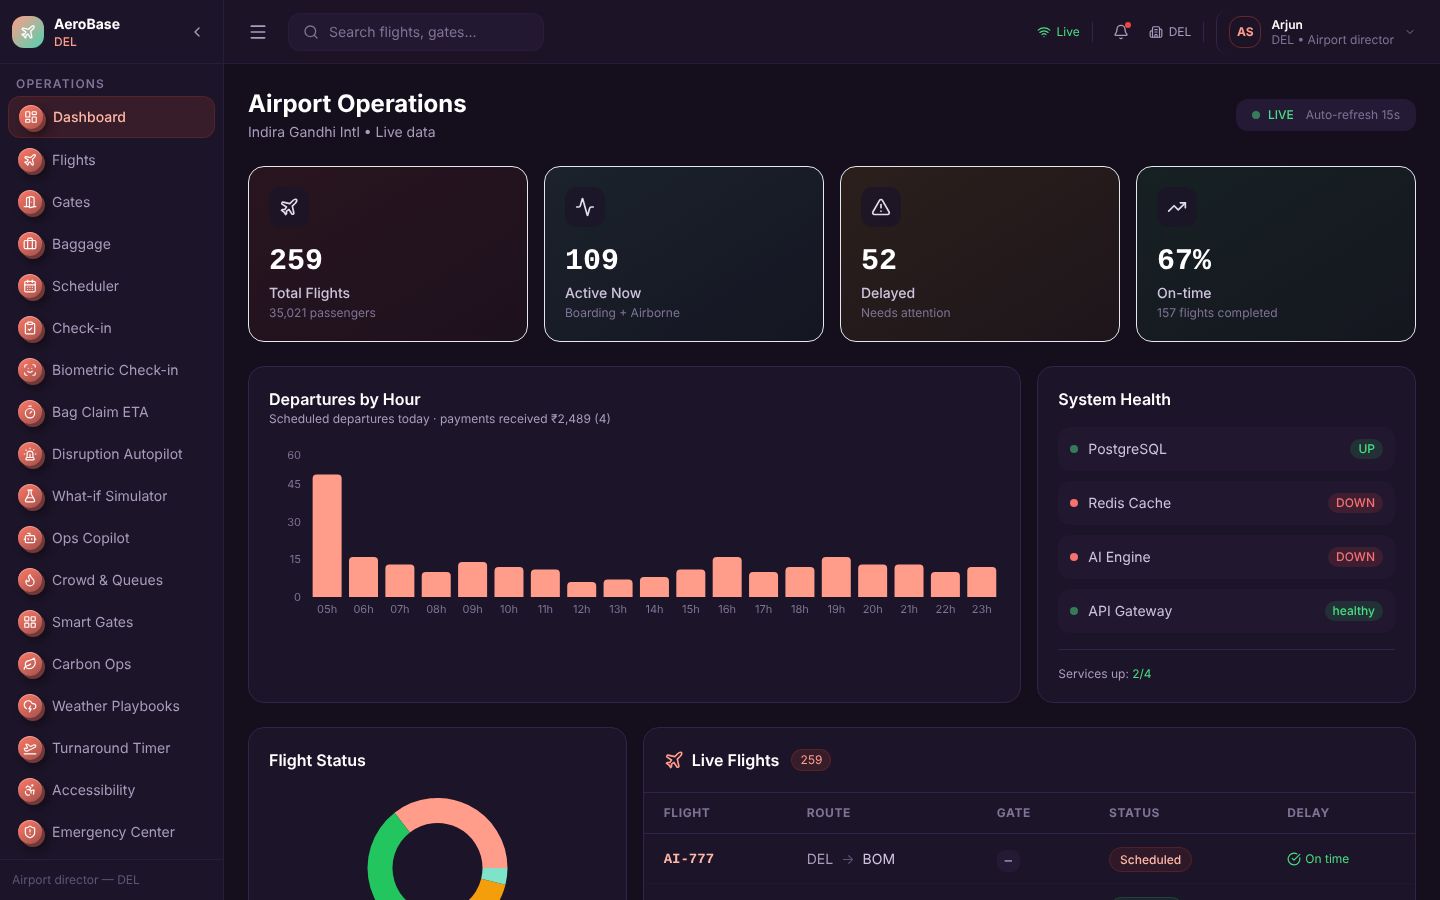 AeroBase
DEL
Search flights, gates...
Live
DEL
AS
Arjun
DEL • Airport director
OPERATIONS
Dashboard
Flights
Gates
Baggage
Scheduler
Check-in
Biometric Check-in
Bag Claim ETA
Disruption Autopilot
What-if Simulator
Ops Copilot
Crowd & Queues
Smart Gates
Carbon Ops
Weather Playbooks
Turnaround Timer
Accessibility
Emergency Center
Airport director — DEL
Airport Operations
Indira Gandhi Intl • Live data
LIVE Auto-refresh 15s
259
Total Flights
35,021 passengers
109
Active Now
Boarding + Airborne
52
Delayed
Needs attention
67%
On-time
157 flights completed
Departures by Hour
Scheduled departures today · payments received ₹2,489 (4)
60
45
30
15
0
05h 06h 07h 08h 09h 10h 11h 12h 13h 14h 15h 16h 17h 18h 19h 20h 21h 22h 23h
System Health
PostgreSQL UP
Redis Cache DOWN
AI Engine DOWN
API Gateway healthy
Services up: 2/4
Flight Status
Live Flights 259
FLIGHT ROUTE GATE STATUS DELAY
AI-777 DEL → BOM – Scheduled On time